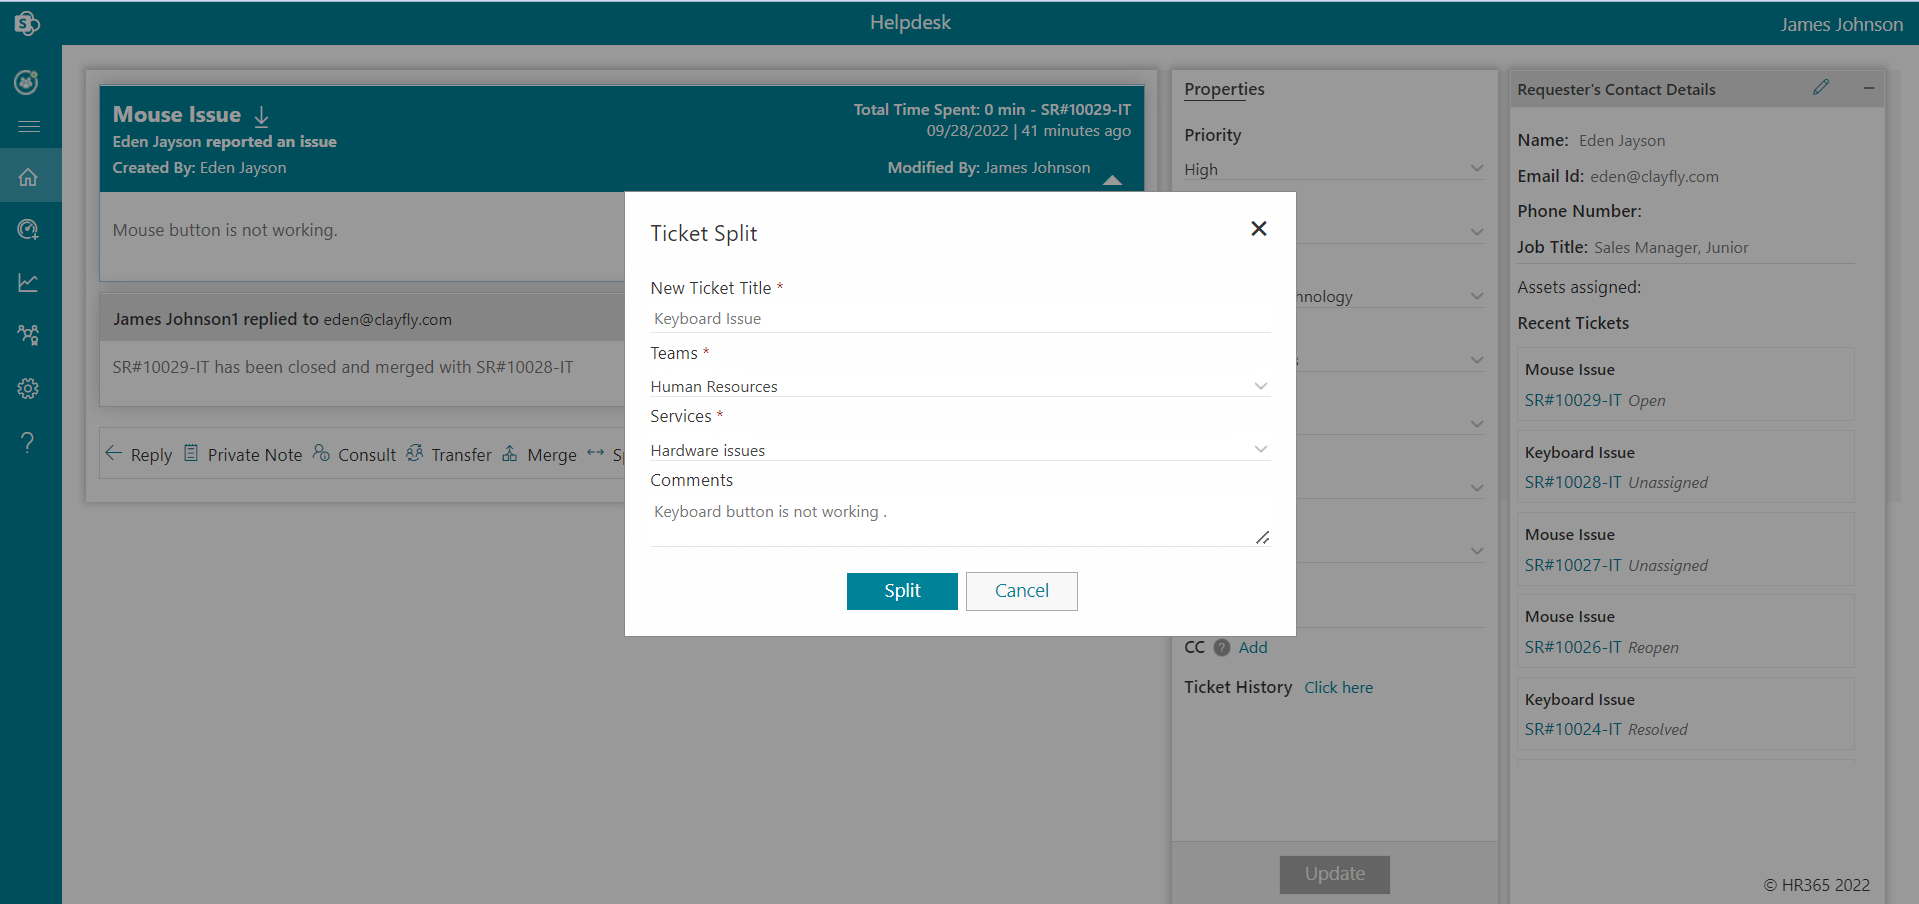 Helpdesk
James Johnson
Mouse Issue
Eden Jayson reported an issue
Created By: Eden Jayson
Total Time Spent: 0 min - SR#10029-IT
09/28/2022 | 41 minutes ago
Modified By: James Johnson
Mouse button is not working.
James Johnson1 replied to eden@clayfly.com
SR#10029-IT has been closed and merged with SR#10028-IT
Reply
Private Note
Consult
Transfer
Merge
Ticket Split
New Ticket Title *
Keyboard Issue
Teams *
Human Resources
Services *
Hardware issues
Comments
Keyboard button is not working .
Split
Cancel
Properties
Priority
High
CC ? Add
Ticket History Click here
Update
Requester's Contact Details
Name: Eden Jayson
Email Id: eden@clayfly.com
Phone Number:
Job Title: Sales Manager, Junior
Assets assigned:
Recent Tickets
Mouse Issue
SR#10029-IT Open
Keyboard Issue
SR#10028-IT Unassigned
Mouse Issue
SR#10027-IT Unassigned
Mouse Issue
SR#10026-IT Reopen
Keyboard Issue
SR#10024-IT Resolved
© HR365 2022